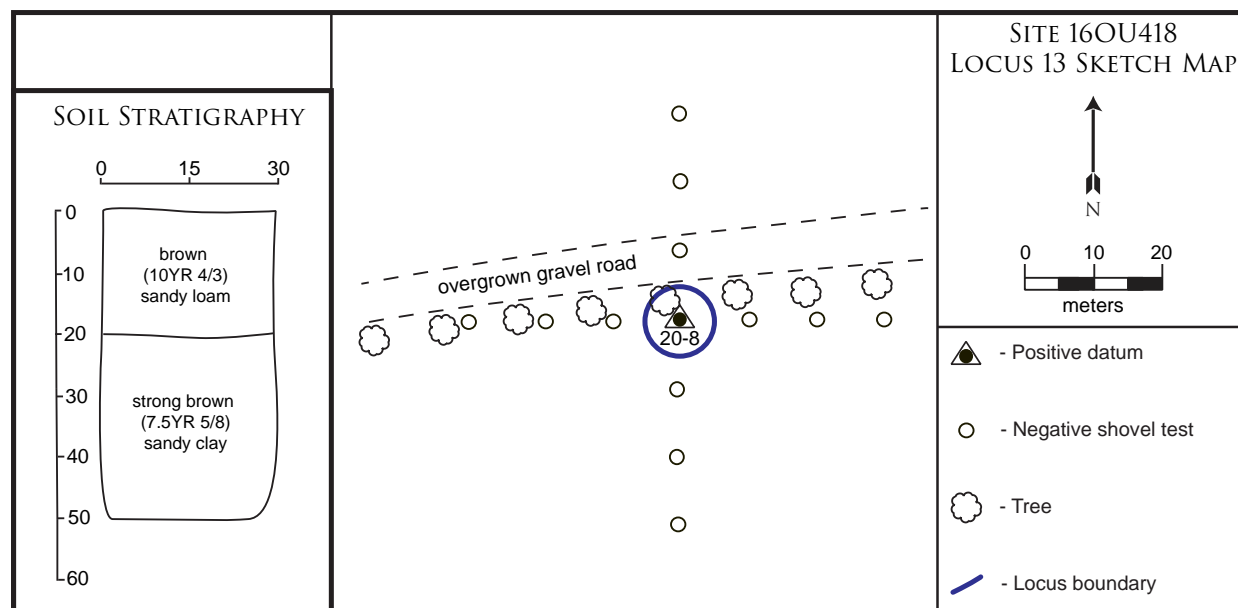 SOIL STRATIGRAPHY
0 15 30
0
10
20
30
40
50
60
brown
(10YR 4/3)
sandy loam
strong brown
(7.5YR 5/8)
sandy clay
overgrown gravel road
20-8
SITE 16OU418
LOCUS 13 SKETCH MAP
N
0 10 20
meters
- Positive datum
- Negative shovel test
- Tree
- Locus boundary